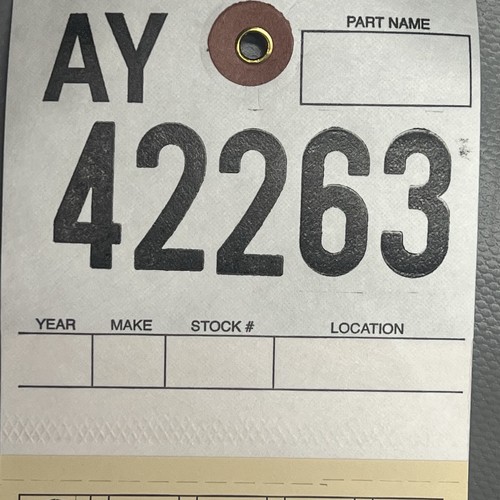 AY
PART NAME
42263
YEAR MAKE STOCK # LOCATION